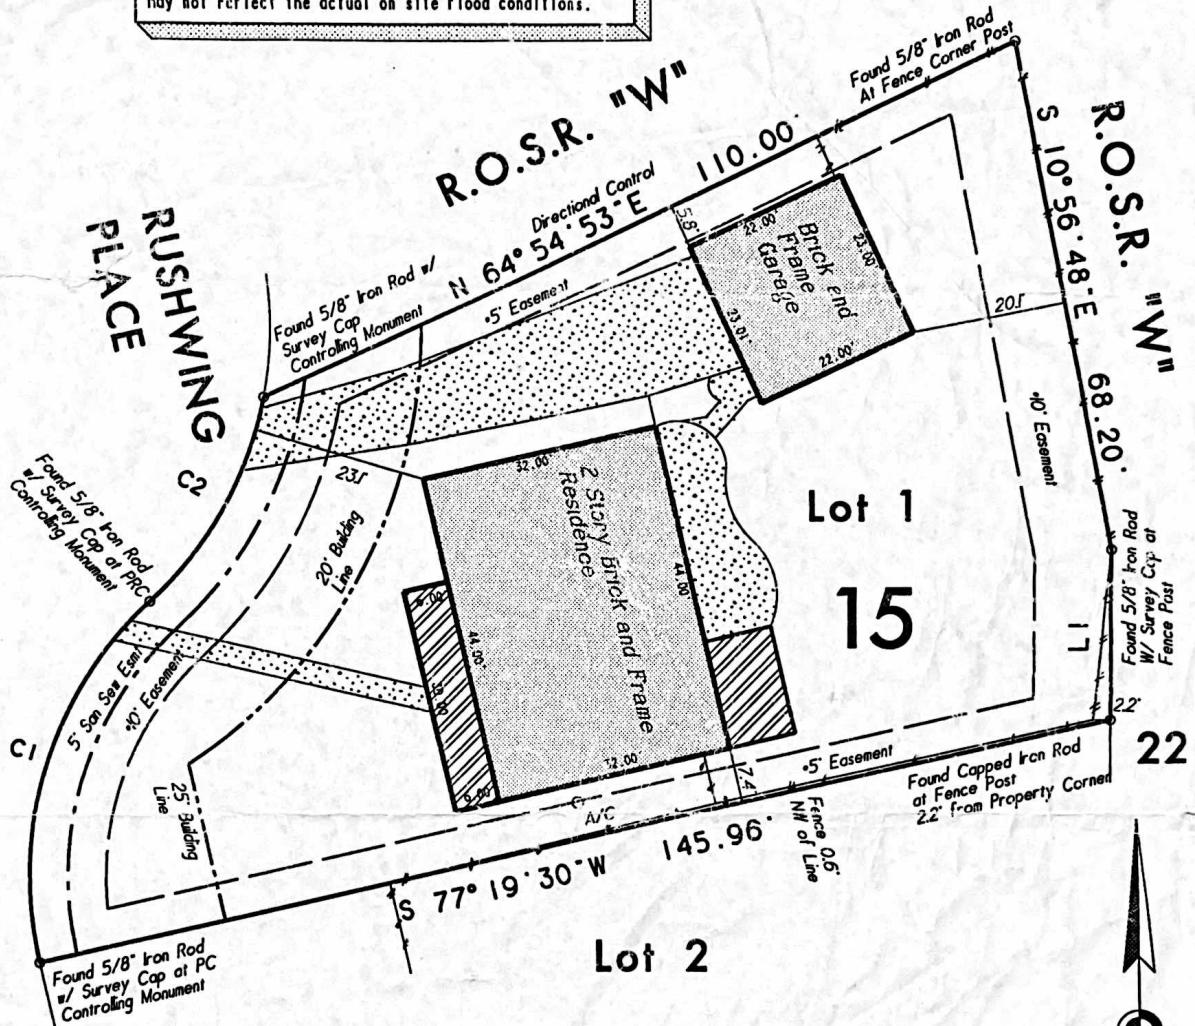 may not reflect the actual on site flood conditions.
R.O.S.R. "W"
Found 5/8" Iron Rod
At Fence Corner Post
110.00'
Directional Control
N 64° 54' 53" E
R.O.S.R. "W"
S 10° 56' 48" E
68.20'
RUSHWING
PLACE
Found 5/8" Iron Rod w/
Survey Cap
Controlling Monument
5' Easement
5.8'
22.00'
Brick and
Frame
Garage
23.00'
23.01'
22.00'
10' Easement
C2
Found 5/8" Iron Rod
w/ Survey Cap at PRC
Controlling Monument
32.00'
2 Story Brick and Frame
Residence
Lot 1
15
20' Building
Line
6.00
44.00'
44.00'
6.00
32.00
L1
Found 5/8" Iron Rod
W/ Survey Cap at
Fence Post
2.2'
22
C1
5' San Sew Esmt
10' Easement
25' Building
Line
A/C
7.4
5' Easement
Found Capped Iron Rod
at Fence Post
2.2' from Property Corner
145.96'
Fence 0.6'
of Line
S 77° 19' 30" W
Lot 2
Found 5/8" Iron Rod
w/ Survey Cap at PC
Controlling Monument